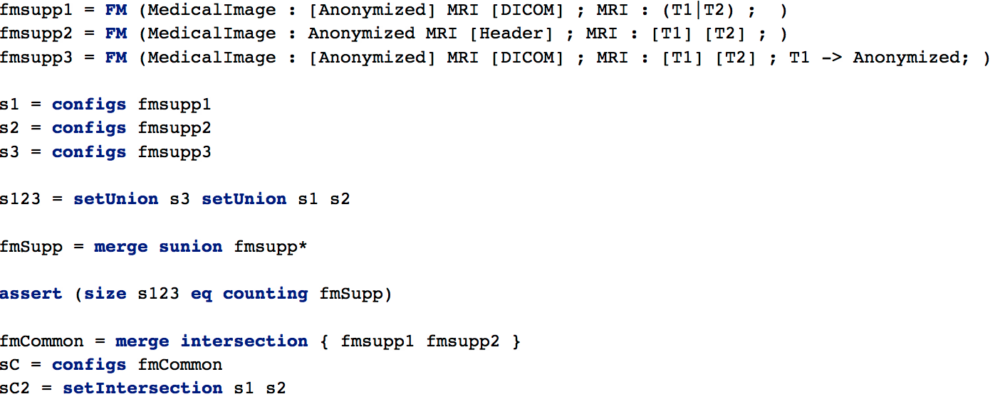 fmsupp1 = FM (MedicalImage : [Anonymized] MRI [DICOM] ; MRI : (T1|T2) ;  )
fmsupp2 = FM (MedicalImage : Anonymized MRI [Header] ; MRI : [T1] [T2] ; )
fmsupp3 = FM (MedicalImage : [Anonymized] MRI [DICOM] ; MRI : [T1] [T2] ; T1 -> Anonymized; )
s1 = configs fmsupp1
s2 = configs fmsupp2
s3 = configs fmsupp3
s123 = setUnion s3 setUnion s1 s2
fmSupp = merge sunion fmsupp*
assert (size s123 eq counting fmSupp)
fmCommon = merge intersection { fmsupp1 fmsupp2 }
sC = configs fmCommon
sC2 = setIntersection s1 s2